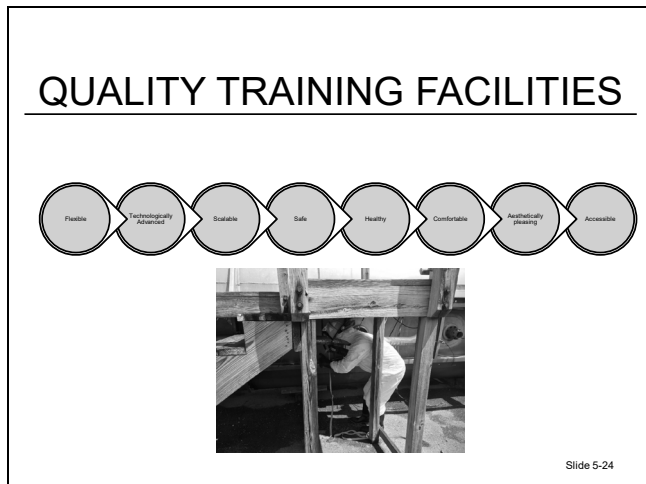 QUALITY TRAINING FACILITIES
Flexible
Technologically
Advanced
Scalable
Safe
Healthy
Comfortable
Aesthetically
pleasing
Accessible
Slide 5-24